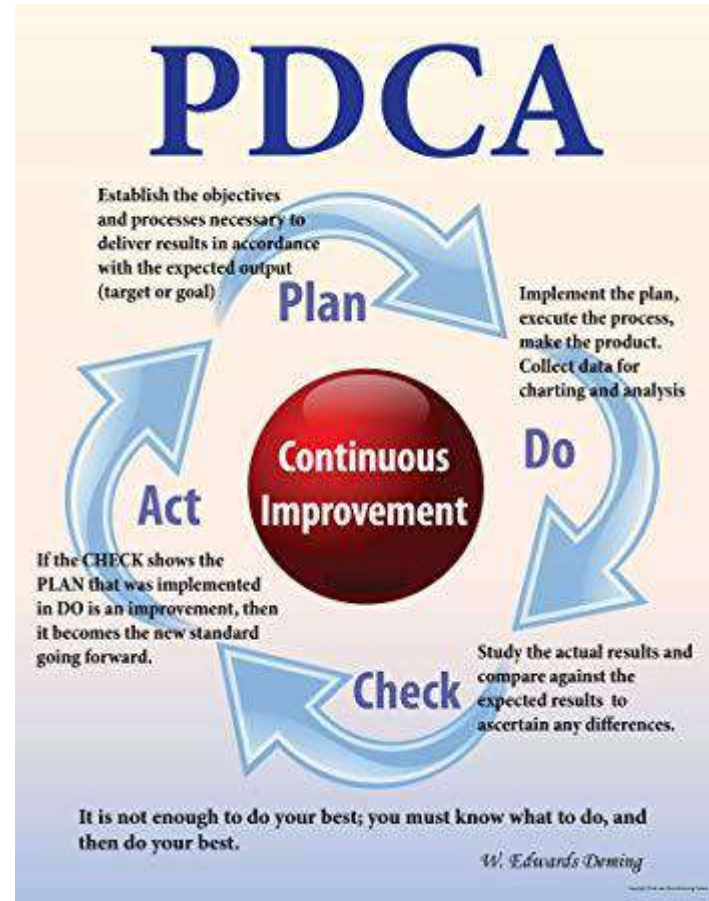 PDCA
Establish the objectives
and processes necessary to
deliver results in accordance
with the expected output
(target or goal)
Plan
Implement the plan,
execute the process,
make the product.
Collect data for
charting and analysis
Do
Continuous
Improvement
Act
If the CHECK shows the
PLAN that was implemented
in DO is an improvement, then
it becomes the new standard
going forward.
Check
Study the actual results and
compare against the
expected results to
ascertain any differences.
It is not enough to do your best; you must know what to do, and
then do your best.
W. Edwards Deming